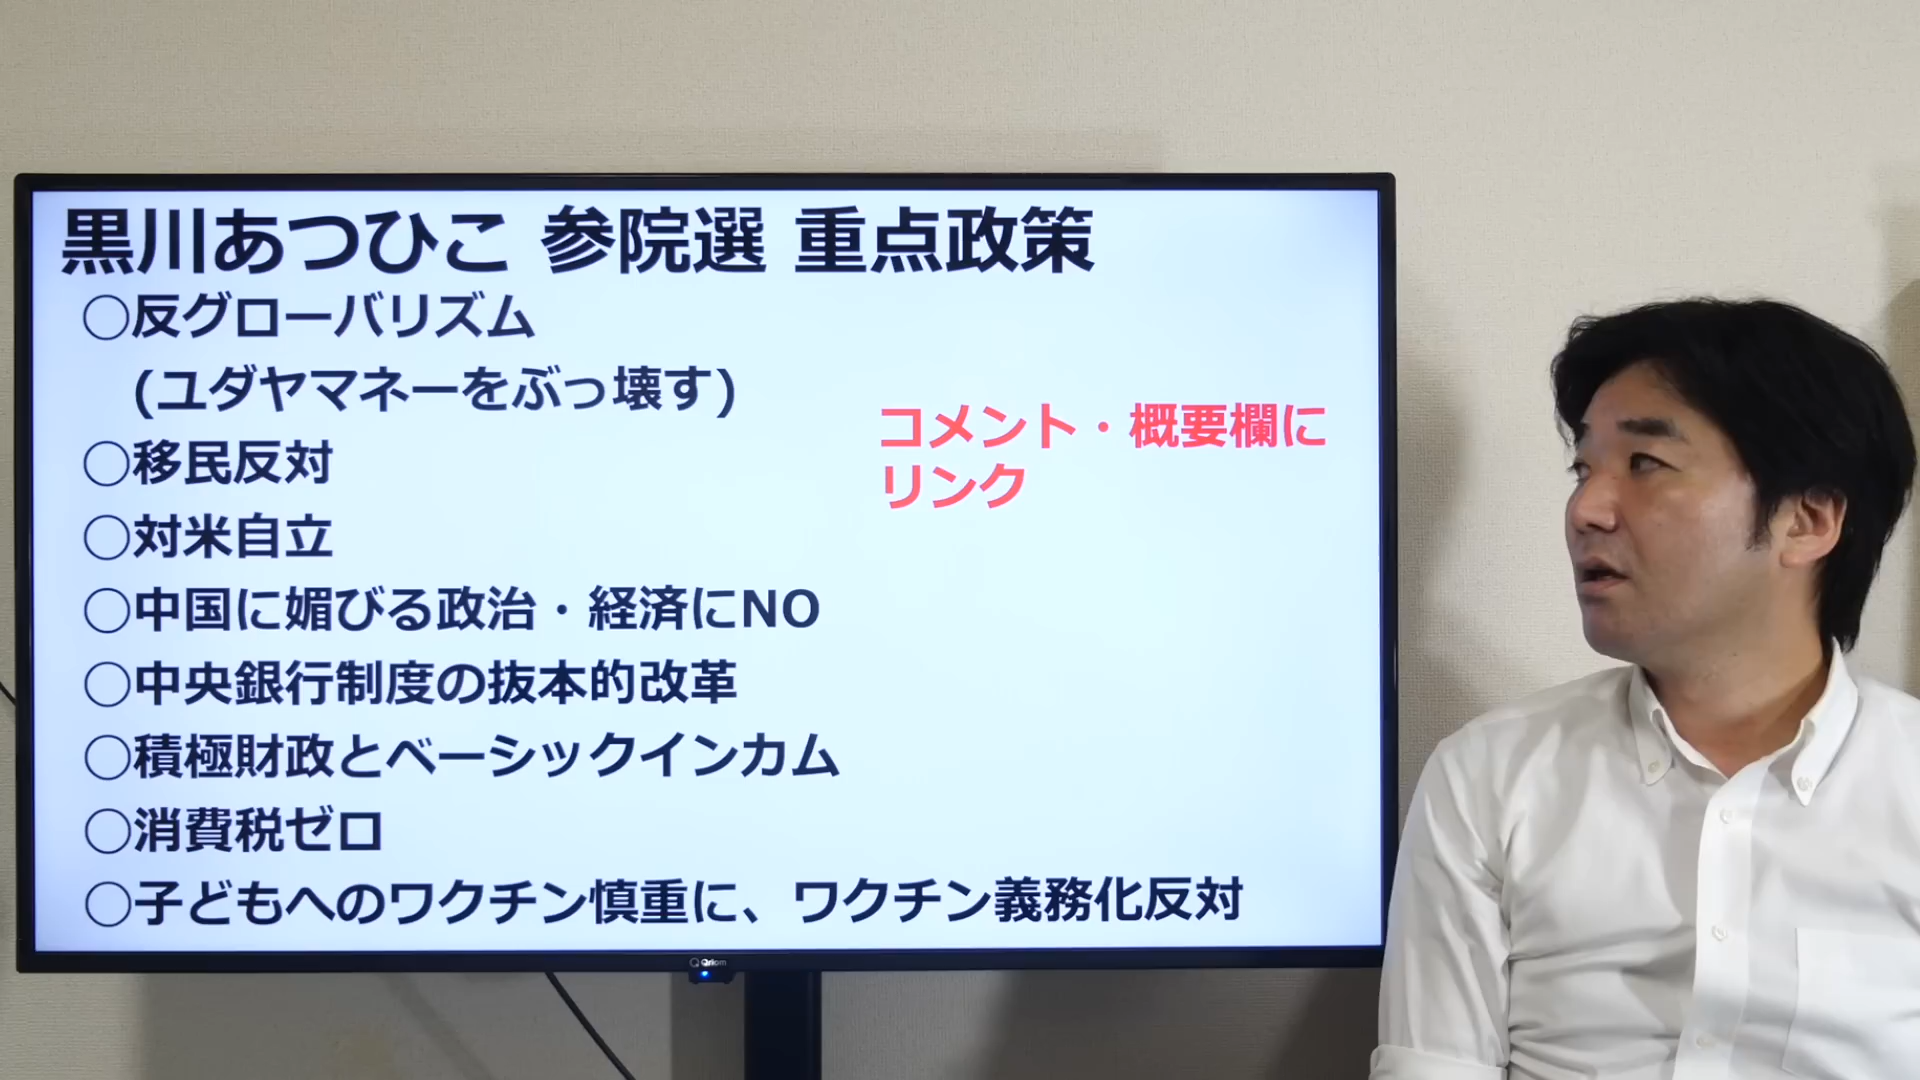 黒川あつひこ 参院選 重点政策
○反グローバリズム
(ユダヤマネーをぶっ壊す)
コメント・概要欄に
リンク
○移民反対
○対米自立
○中国に媚びる政治・経済にNO
○中央銀行制度の抜本的改革
○積極財政とベーシックインカム
○消費税ゼロ
○子どもへのワクチン慎重に、ワクチン義務化反対
Qriom